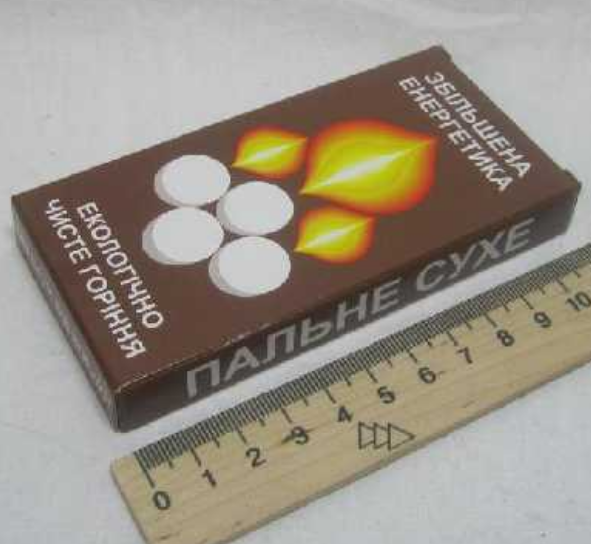 ЗБІЛЬШЕНА
ЕНЕРГЕТИКА
ЕКОЛОГІЧНО
ЧИСТЕ ГОРІННЯ
ПАЛЬНЕ СУХЕ
0 1 2 3 4 5 6 7 8 9 10